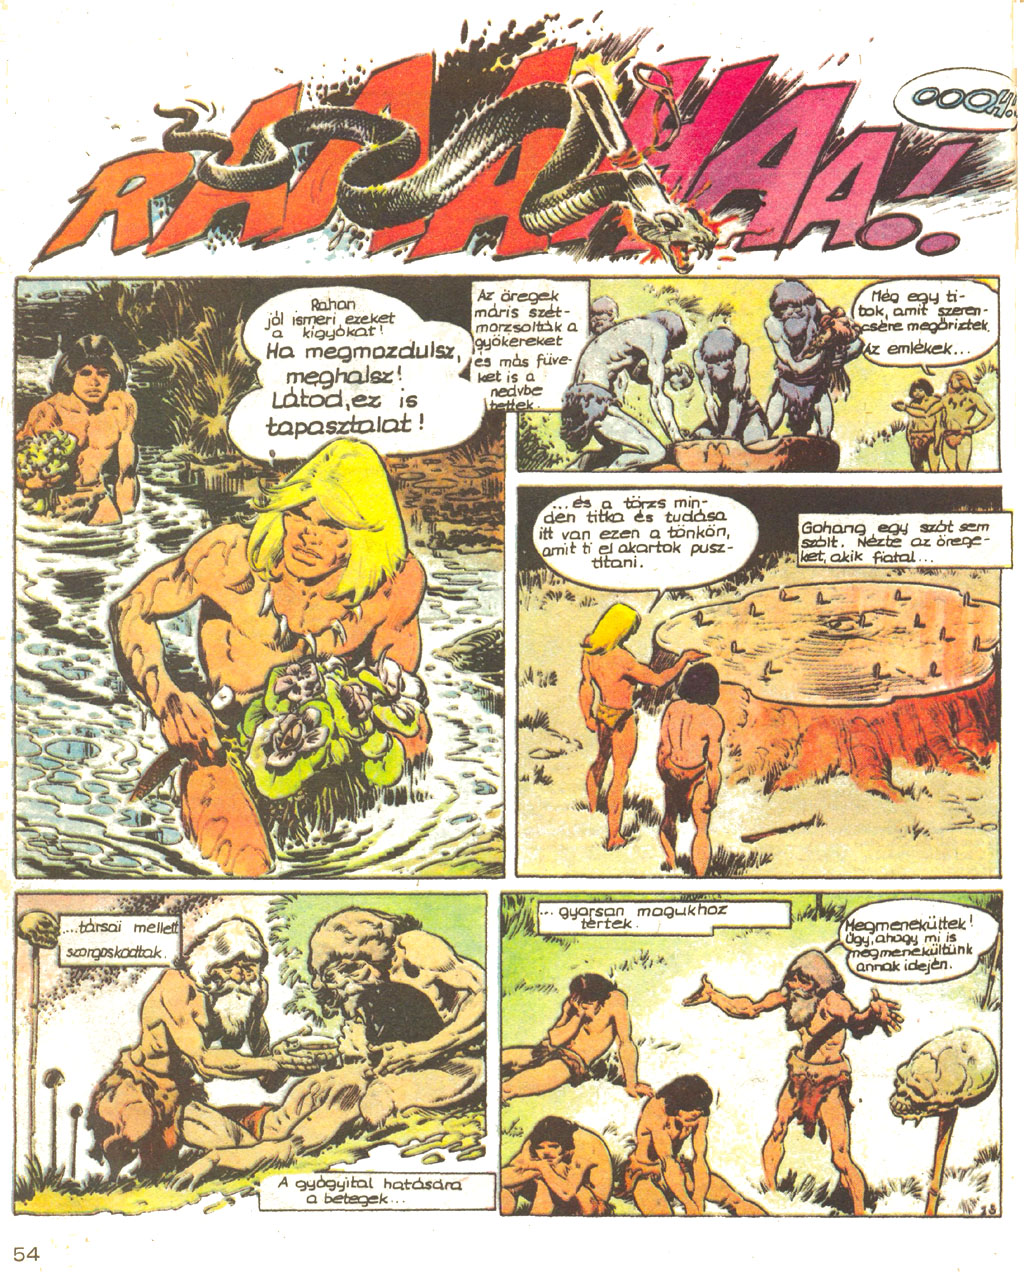 RAAAAHAA!..
OOOH..
Rahan
jól ismeri ezeket
a kígyókat!
Ha megmozdulsz,
meghalsz!
Látod, ez is
tapasztalat!
Az öregek
máris szét-
morzsolták a
gyökereket
és más füve-
ket is a
nedvbe
tettek.
Még egy ti-
tok, amit szeren-
csére megőriztek.
Az emlékek...
...és a törzs min-
den titka és tudása
itt van ezen a tönkön,
amit ti el akartok pusz-
títani.
Gohang egy szót sem
szólt. Nézte az örege-
ket, akik fiatal...
...társai mellett
szorgoskodtak.
A gyógyital hatására
a betegek...
...gyorsan magukhoz
tértek.
Megmenekültek!
Úgy, ahogy mi is
megmenekültünk
annak idején.
13
54